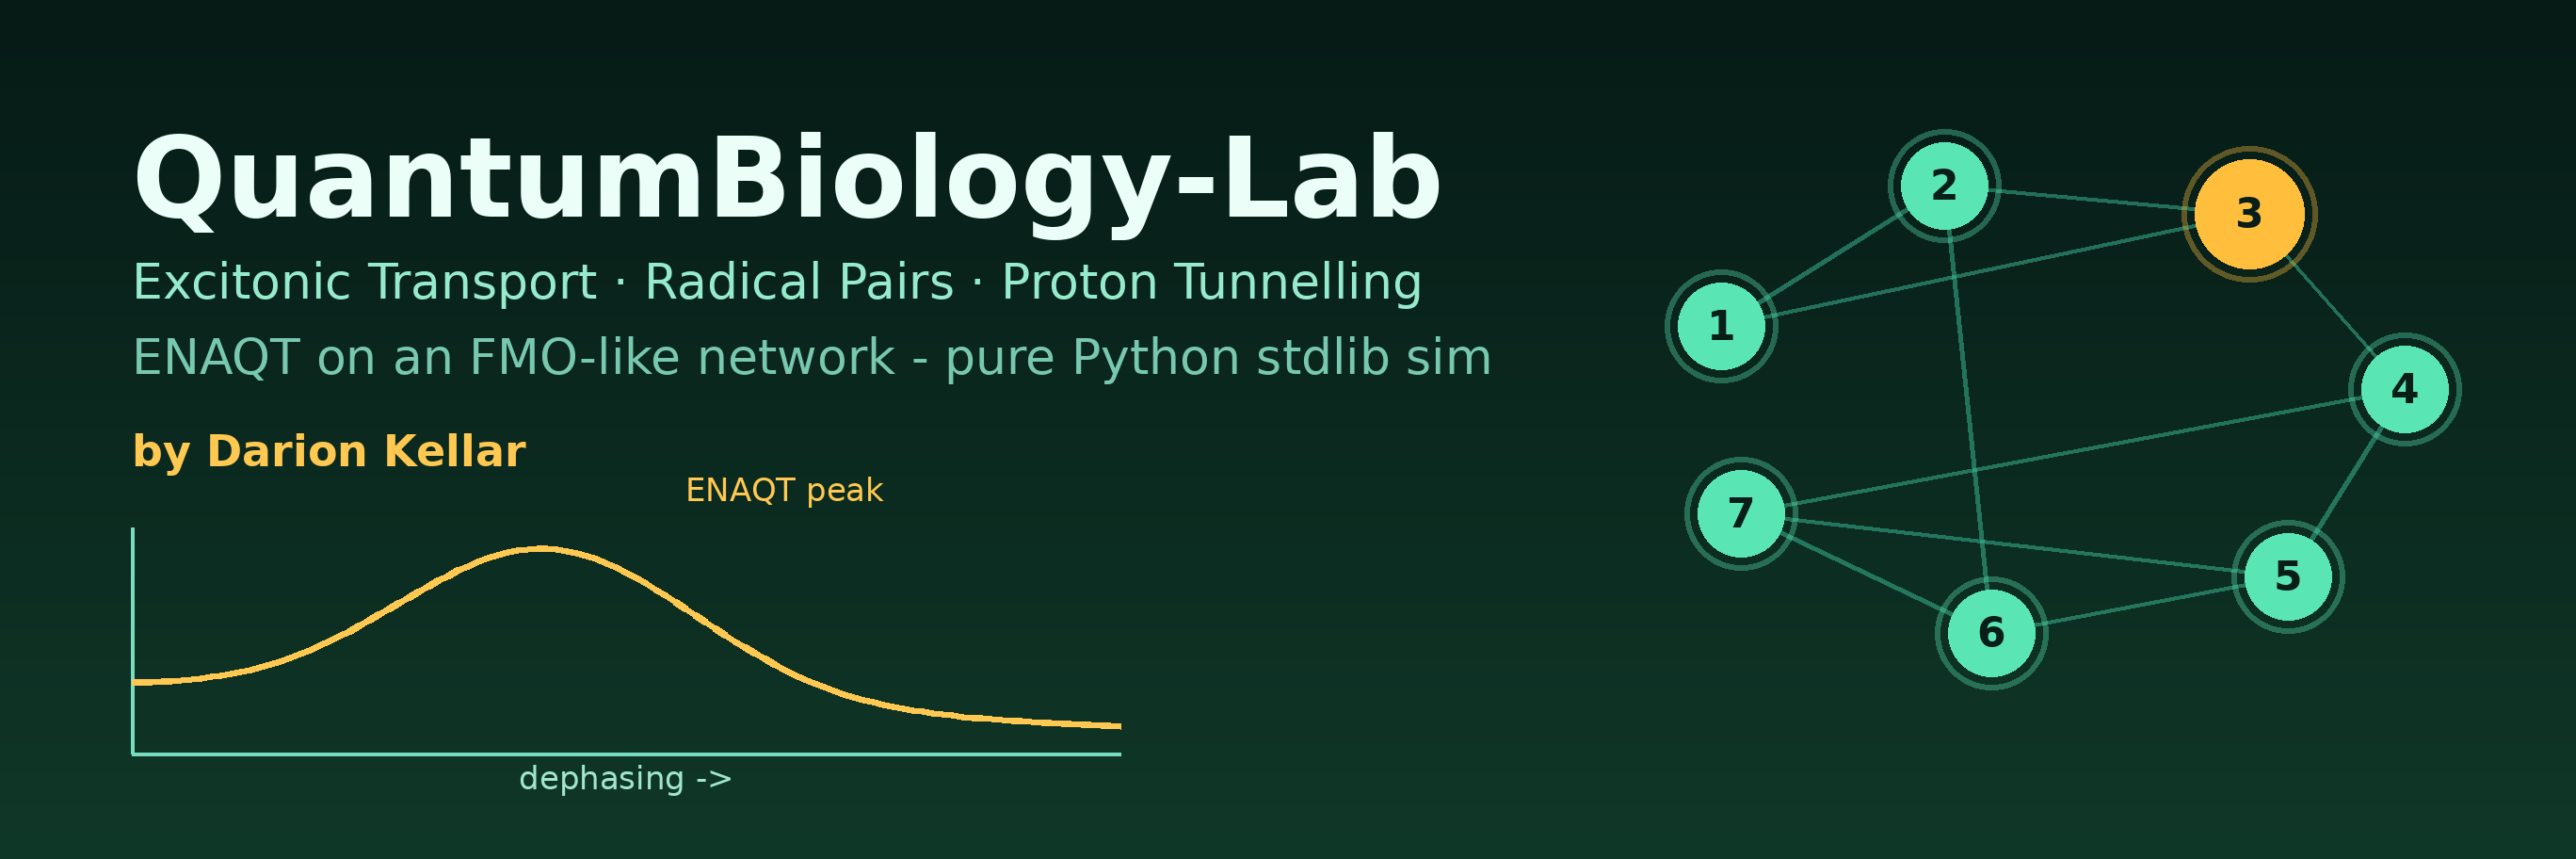 QuantumBiology-Lab
Excitonic Transport · Radical Pairs · Proton Tunnelling
ENAQT on an FMO-like network - pure Python stdlib sim
by Darion Kellar
ENAQT peak
dephasing ->
2
3
1
4
7
5
6